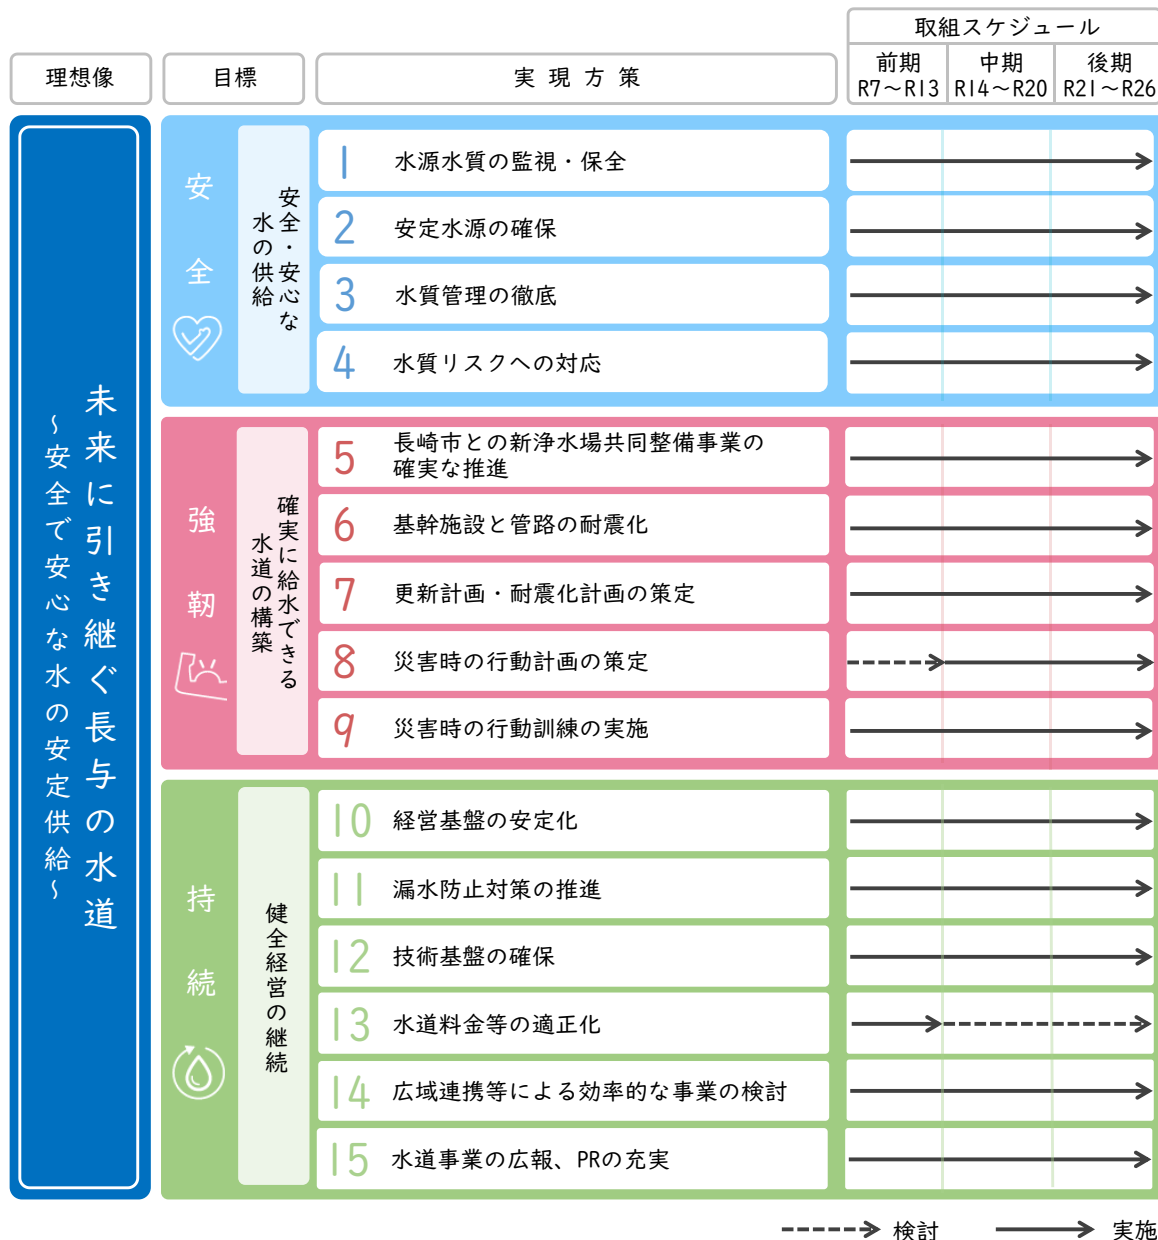 取組スケジュール
理想像
目標
実現方策
前期
R7～R13
中期
R14～R20
後期
R21～R26
未来に引き継ぐ長与の水道
～安全で安心な水の安定供給～
安全
安全・安心な
水の供給
1 水源水質の監視・保全
2 安定水源の確保
3 水質管理の徹底
4 水質リスクへの対応
強靭
確実に給水できる
水道の構築
5 長崎市との新浄水場共同整備事業の
確実な推進
6 基幹施設と管路の耐震化
7 更新計画・耐震化計画の策定
8 災害時の行動計画の策定
9 災害時の行動訓練の実施
持続
健全経営の継続
10 経営基盤の安定化
11 漏水防止対策の推進
12 技術基盤の確保
13 水道料金等の適正化
14 広域連携等による効率的な事業の検討
15 水道事業の広報、PRの充実
検討
実施